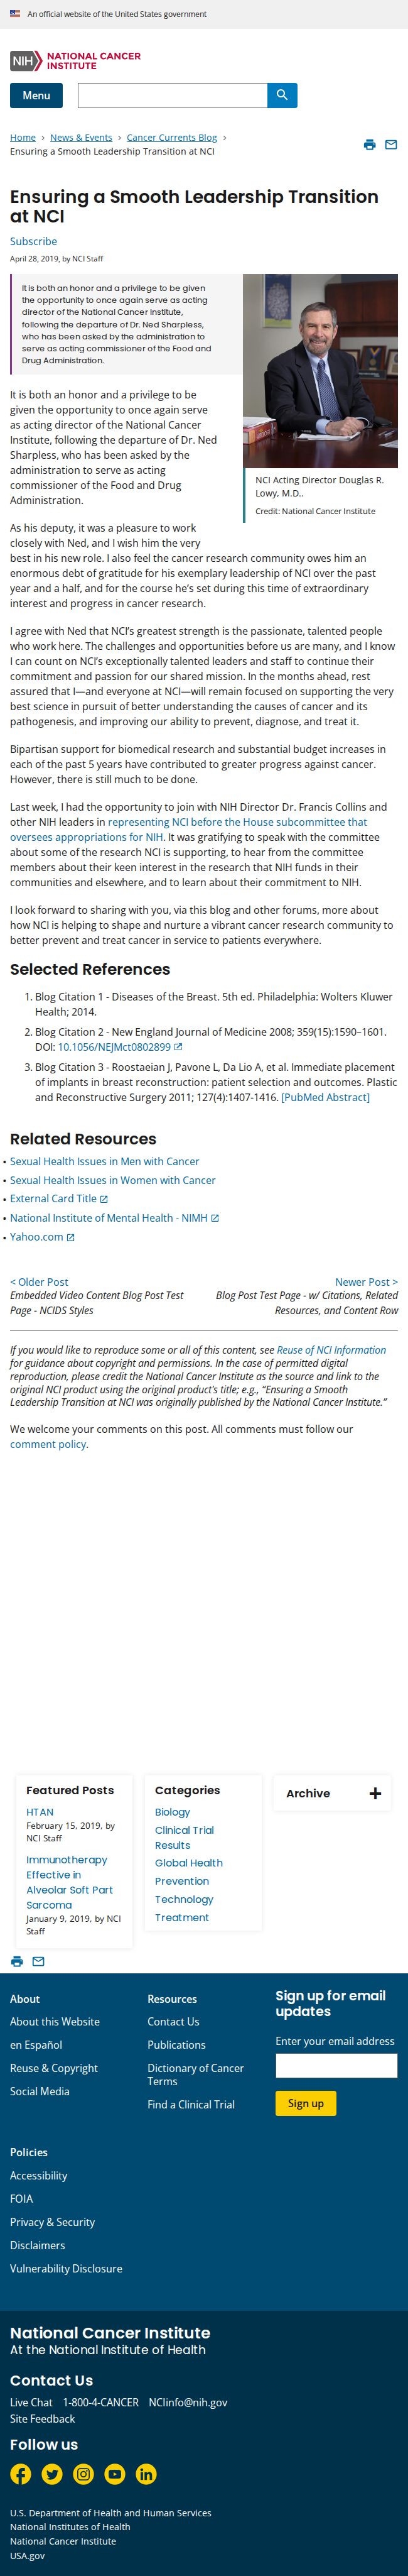 An official website of the United States government
NIH NATIONAL CANCER
INSTITUTE
Menu
Home > News & Events > Cancer Currents Blog >
Ensuring a Smooth Leadership Transition at NCI
Ensuring a Smooth Leadership Transition
at NCI
Subscribe
April 28, 2019, by NCI Staff
It is both an honor and a privilege to be given
the opportunity to once again serve as acting
director of the National Cancer Institute,
following the departure of Dr. Ned Sharpless,
who has been asked by the administration to
serve as acting commissioner of the Food and
Drug Administration.
NCI Acting Director Douglas R.
Lowy, M.D..
Credit: National Cancer Institute
It is both an honor and a privilege to be
given the opportunity to once again serve
as acting director of the National Cancer
Institute, following the departure of Dr. Ned
Sharpless, who has been asked by the
administration to serve as acting
commissioner of the Food and Drug
Administration.
As his deputy, it was a pleasure to work
closely with Ned, and I wish him the very
best in his new role. I also feel the cancer research community owes him an
enormous debt of gratitude for his exemplary leadership of NCI over the past
year and a half, and for the course he’s set during this time of extraordinary
interest and progress in cancer research.
I agree with Ned that NCI’s greatest strength is the passionate, talented people
who work here. The challenges and opportunities before us are many, and I know
I can count on NCI’s exceptionally talented leaders and staff to continue their
commitment and passion for our shared mission. In the months ahead, rest
assured that I—and everyone at NCI—will remain focused on supporting the very
best science in pursuit of better understanding the causes of cancer and its
pathogenesis, and improving our ability to prevent, diagnose, and treat it.
Bipartisan support for biomedical research and substantial budget increases in
each of the past 5 years have contributed to greater progress against cancer.
However, there is still much to be done.
Last week, I had the opportunity to join with NIH Director Dr. Francis Collins and
other NIH leaders in representing NCI before the House subcommittee that
oversees appropriations for NIH. It was gratifying to speak with the committee
about some of the research NCI is supporting, to hear from the committee
members about their keen interest in the research that NIH funds in their
communities and elsewhere, and to learn about their commitment to NIH.
I look forward to sharing with you, via this blog and other forums, more about
how NCI is helping to shape and nurture a vibrant cancer research community to
better prevent and treat cancer in service to patients everywhere.
Selected References
1. Blog Citation 1 - Diseases of the Breast. 5th ed. Philadelphia: Wolters Kluwer
Health; 2014.
2. Blog Citation 2 - New England Journal of Medicine 2008; 359(15):1590–1601.
DOI: 10.1056/NEJMct0802899
3. Blog Citation 3 - Roostaeian J, Pavone L, Da Lio A, et al. Immediate placement
of implants in breast reconstruction: patient selection and outcomes. Plastic
and Reconstructive Surgery 2011; 127(4):1407-1416. [PubMed Abstract]
Related Resources
• Sexual Health Issues in Men with Cancer
• Sexual Health Issues in Women with Cancer
• External Card Title
• National Institute of Mental Health - NIMH
• Yahoo.com
< Older Post
Embedded Video Content Blog Post Test
Page - NCIDS Styles
Newer Post >
Blog Post Test Page - w/ Citations, Related
Resources, and Content Row
If you would like to reproduce some or all of this content, see Reuse of NCI Information
for guidance about copyright and permissions. In the case of permitted digital
reproduction, please credit the National Cancer Institute as the source and link to the
original NCI product using the original product's title; e.g., “Ensuring a Smooth
Leadership Transition at NCI was originally published by the National Cancer Institute.”
We welcome your comments on this post. All comments must follow our
comment policy.
Featured Posts
HTAN
February 15, 2019, by
NCI Staff
Immunotherapy
Effective in
Alveolar Soft Part
Sarcoma
January 9, 2019, by NCI
Staff
Categories
Biology
Clinical Trial
Results
Global Health
Prevention
Technology
Treatment
Archive
About
About this Website
en Español
Reuse & Copyright
Social Media
Resources
Contact Us
Publications
Dictionary of Cancer
Terms
Find a Clinical Trial
Sign up for email
updates
Enter your email address
Sign up
Policies
Accessibility
FOIA
Privacy & Security
Disclaimers
Vulnerability Disclosure
National Cancer Institute
At the National Institutes of Health
Contact Us
Live Chat 1-800-4-CANCER NCIinfo@nih.gov
Site Feedback
Follow us
U.S. Department of Health and Human Services
National Institutes of Health
National Cancer Institute
USA.gov